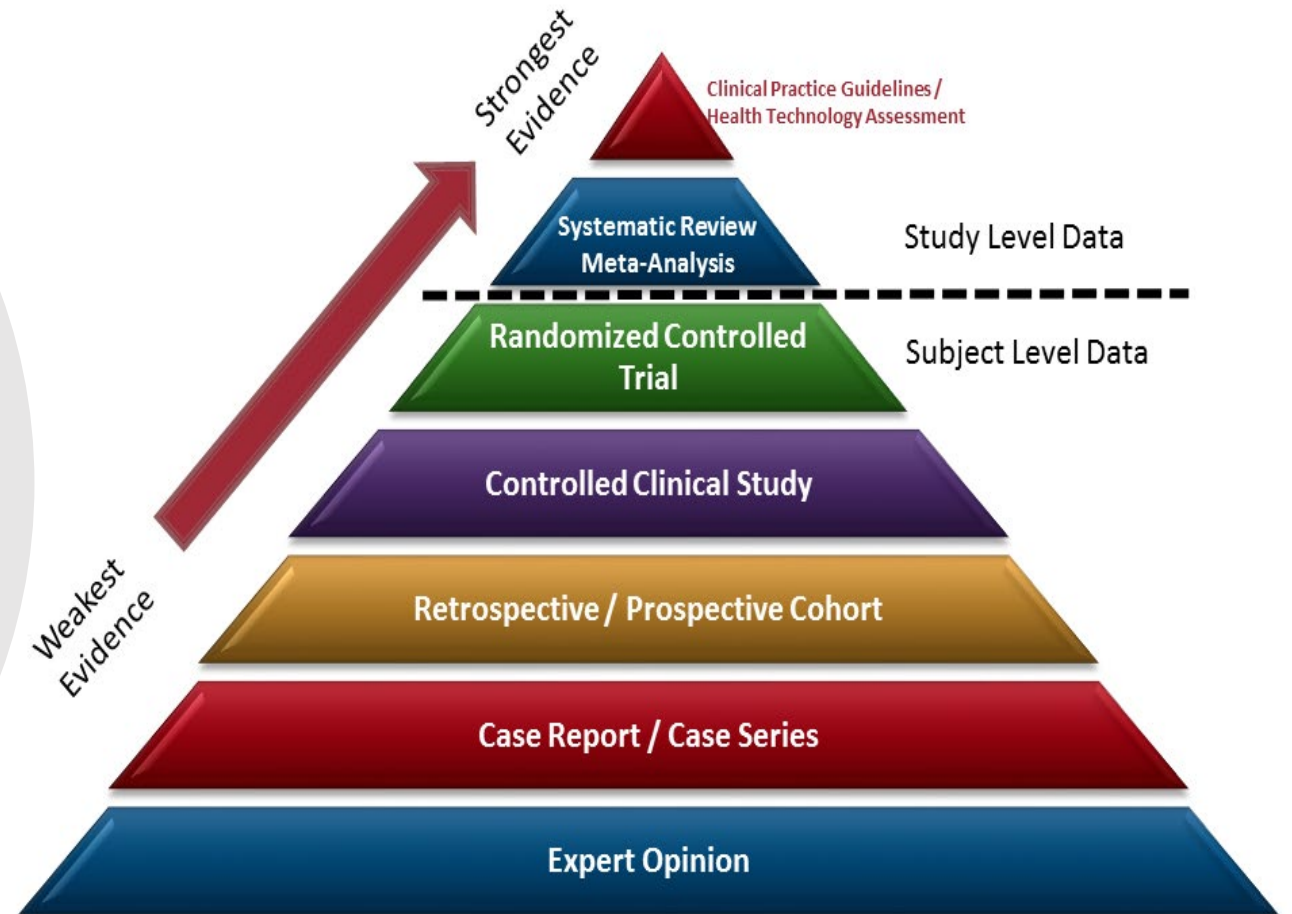 Strongest
Evidence
Clinical Practice Guidelines /
Health Technology Assessment
Systematic Review
Meta-Analysis
Study Level Data
Randomized Controlled
Trial
Subject Level Data
Controlled Clinical Study
Retrospective / Prospective Cohort
Weakest
Evidence
Case Report / Case Series
Expert Opinion